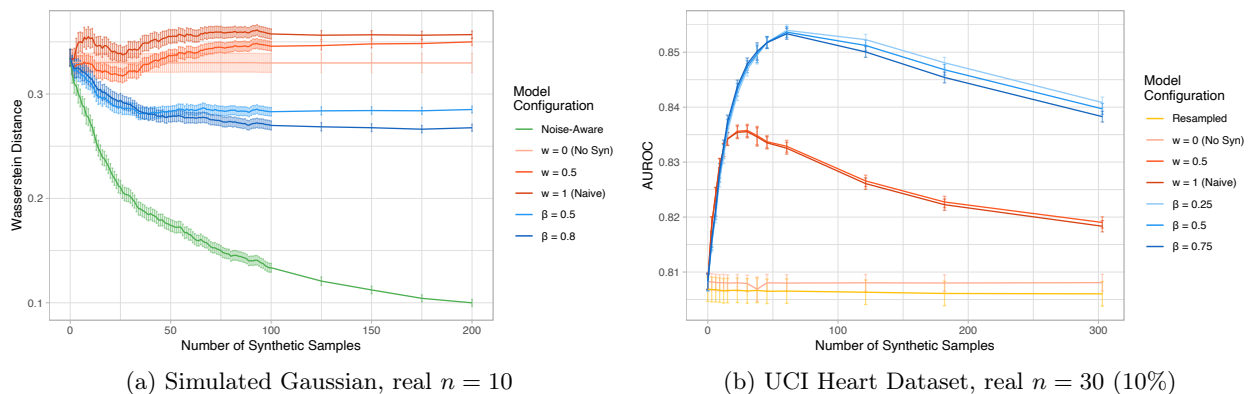 0.3
0.2
0.1
Wasserstein Distance
0
50
100
150
200
Number of Synthetic Samples
Model
Configuration
Noise-Aware
w = 0 (No Syn)
w = 0.5
w = 1 (Naive)
β = 0.5
β = 0.8
(a) Simulated Gaussian, real n = 10
0.85
0.84
0.83
0.82
0.81
AUROC
0
100
200
300
Number of Synthetic Samples
Model
Configuration
Resampled
w = 0 (No Syn)
w = 0.5
w = 1 (Naive)
β = 0.25
β = 0.5
β = 0.75
(b) UCI Heart Dataset, real n = 30 (10%)